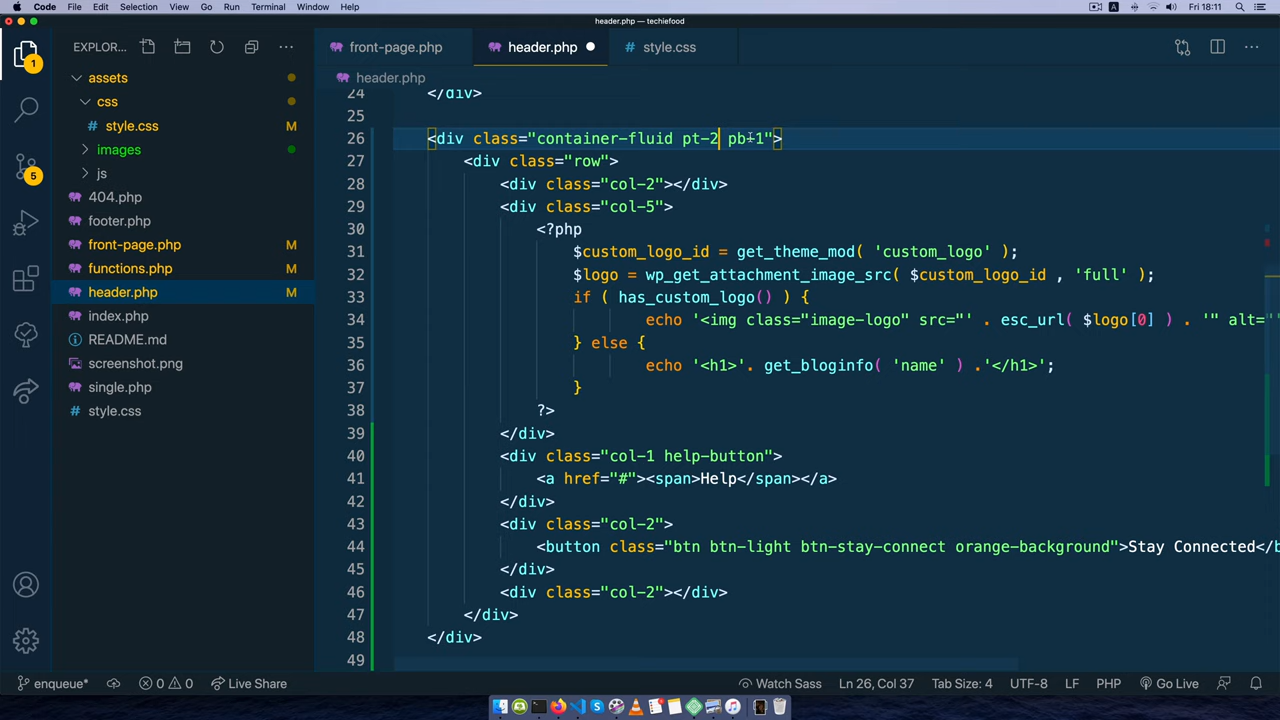 Code File Edit Selection View Go Run Terminal Window Help
Fri 18:11
header.php — techiefood
EXPLOR...
front-page.php
header.php
style.css
header.php
assets
css
style.css
images
js
404.php
footer.php
front-page.php M
functions.php M
header.php M
index.php
README.md
screenshot.png
single.php
style.css
1
5
24 </div>
25
26 <div class="container-fluid pt-2 pb-1">
27 <div class="row">
28 <div class="col-2"></div>
29 <div class="col-5">
30 <?php
31 $custom_logo_id = get_theme_mod( 'custom_logo' );
32 $logo = wp_get_attachment_image_src( $custom_logo_id , 'full' );
33 if ( has_custom_logo() ) {
34 echo '<img class="image-logo" src="' . esc_url( $logo[0] ) . '" alt="'
35 } else {
36 echo '<h1>'. get_bloginfo( 'name' ) .'</h1>';
37 }
38 ?>
39 </div>
40 <div class="col-1 help-button">
41 <a href="#"><span>Help</span></a>
42 </div>
43 <div class="col-2">
44 <button class="btn btn-light btn-stay-connect orange-background">Stay Connected</b
45 </div>
46 <div class="col-2"></div>
47 </div>
48 </div>
49
enqueue* 0 0 Live Share
Watch Sass Ln 26, Col 37 Tab Size: 4 UTF-8 LF PHP Go Live